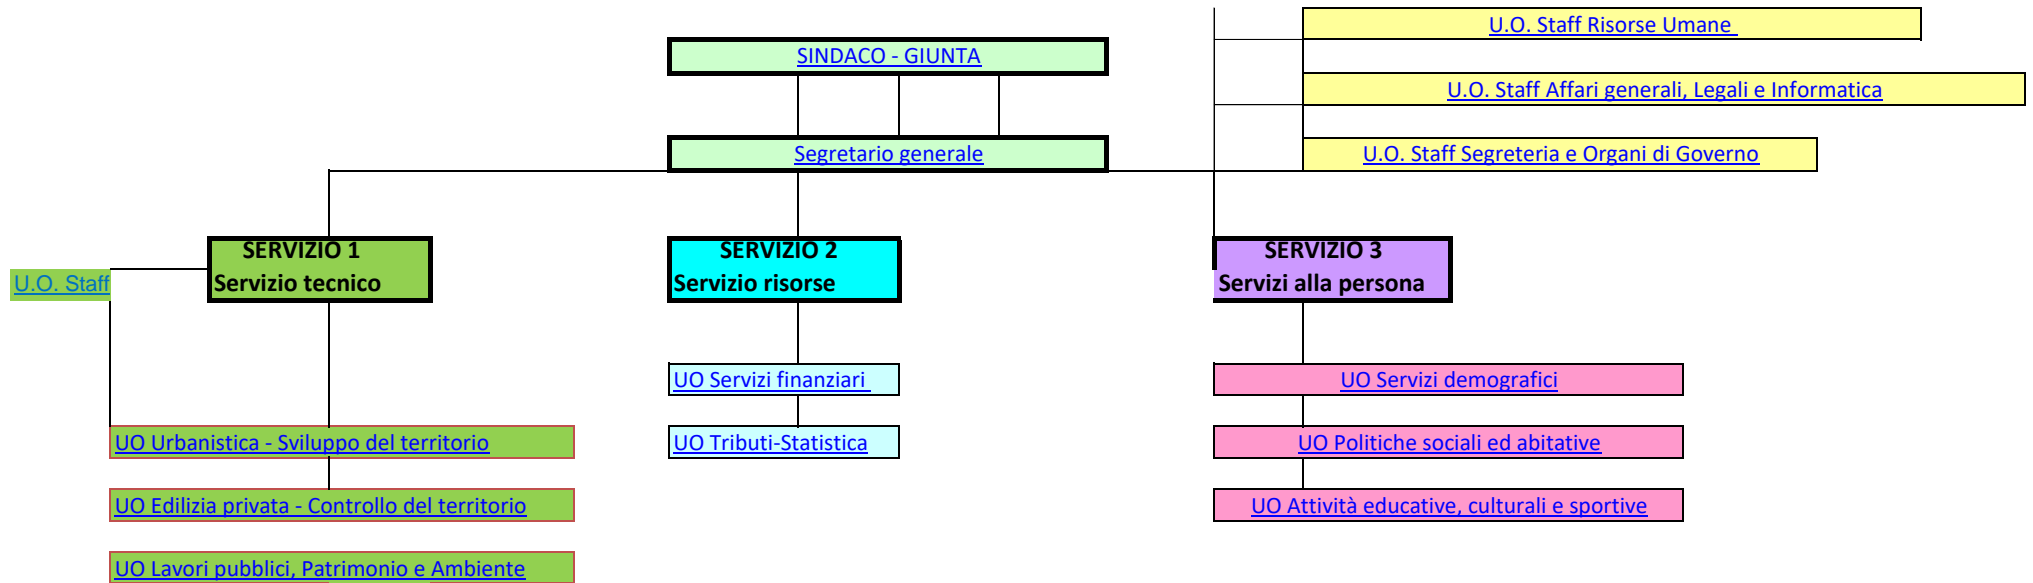 U.O. Staff Risorse Umane
SINDACO - GIUNTA
U.O. Staff Affari generali, Legali e Informatica
Segretario generale
U.O. Staff Segreteria e Organi di Governo
SERVIZIO 1
Servizio tecnico
SERVIZIO 2
Servizio risorse
SERVIZIO 3
Servizi alla persona
U.O. Staff
UO Servizi finanziari
UO Servizi demografici
UO Urbanistica - Sviluppo del territorio
UO Tributi-Statistica
UO Politiche sociali ed abitative
UO Edilizia privata - Controllo del territorio
UO Attività educative, culturali e sportive
UO Lavori pubblici, Patrimonio e Ambiente